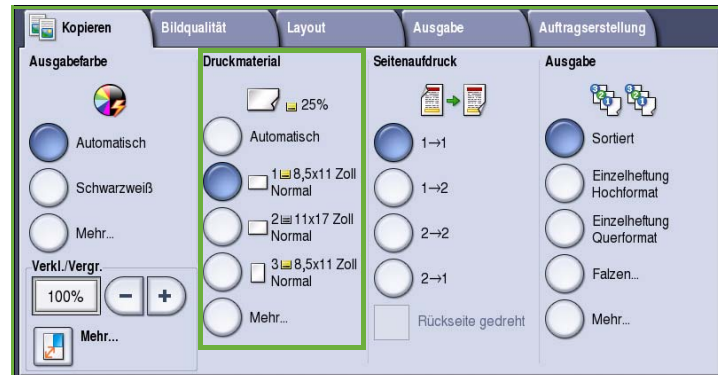 Kopieren
Bildqualität
Layout
Ausgabe
Auftragserstellung
Ausgabefarbe
Automatisch
Schwarzweiß
Mehr...
Verkl./Vergr.
100%
Mehr...
Druckmaterial
25%
Automatisch
1 8,5x11 Zoll
Normal
2 11x17 Zoll
Normal
3 8,5x11 Zoll
Normal
Mehr...
Seitenaufdruck
1→1
1→2
2→2
2→1
Rückseite gedreht
Ausgabe
Sortiert
Einzelheftung
Hochformat
Einzelheftung
Querformat
Falzen...
Mehr...